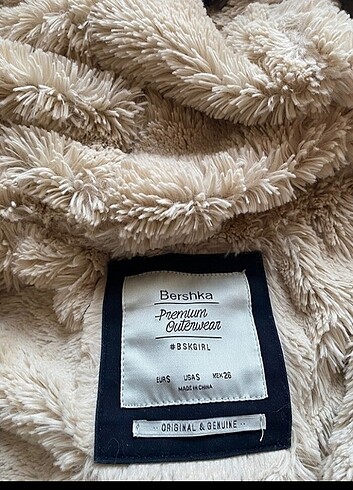 Bershka
Premium
Outerwear
#BSKGIRL
EUR S USA S MEX 26
MADE IN CHINA
·· ORIGINAL & GENUINE ··